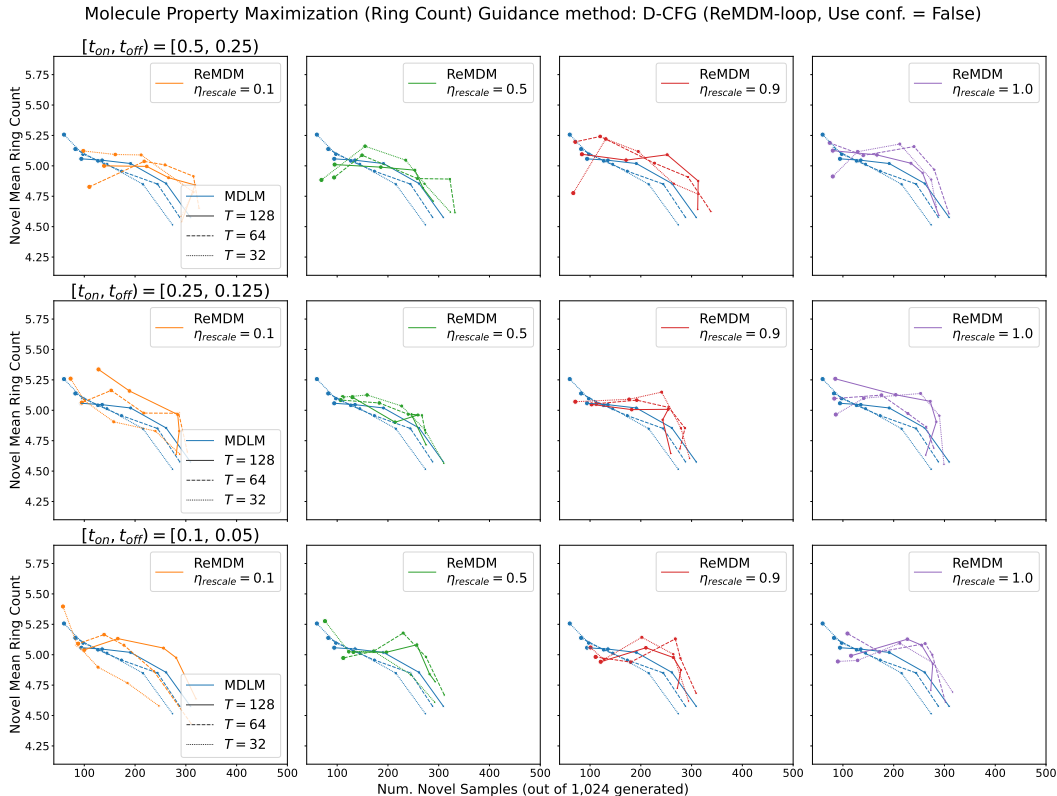 Molecule Property Maximization (Ring Count) Guidance method: D-CFG (ReMDM-loop, Use conf. = False)
[t_on, t_off) = [0.5, 0.25)
Novel Mean Ring Count
5.75
5.50
5.25
5.00
4.75
4.50
4.25
ReMDM
η_rescale = 0.1
MDLM
T = 128
T = 64
T = 32
ReMDM
η_rescale = 0.5
ReMDM
η_rescale = 0.9
ReMDM
η_rescale = 1.0
[t_on, t_off) = [0.25, 0.125)
Novel Mean Ring Count
5.75
5.50
5.25
5.00
4.75
4.50
4.25
ReMDM
η_rescale = 0.1
MDLM
T = 128
T = 64
T = 32
ReMDM
η_rescale = 0.5
ReMDM
η_rescale = 0.9
ReMDM
η_rescale = 1.0
[t_on, t_off) = [0.1, 0.05)
Novel Mean Ring Count
5.75
5.50
5.25
5.00
4.75
4.50
4.25
ReMDM
η_rescale = 0.1
MDLM
T = 128
T = 64
T = 32
ReMDM
η_rescale = 0.5
ReMDM
η_rescale = 0.9
ReMDM
η_rescale = 1.0
100 200 300 400 500
100 200 300 400 500
100 200 300 400 500
100 200 300 400 500
Num. Novel Samples (out of 1,024 generated)